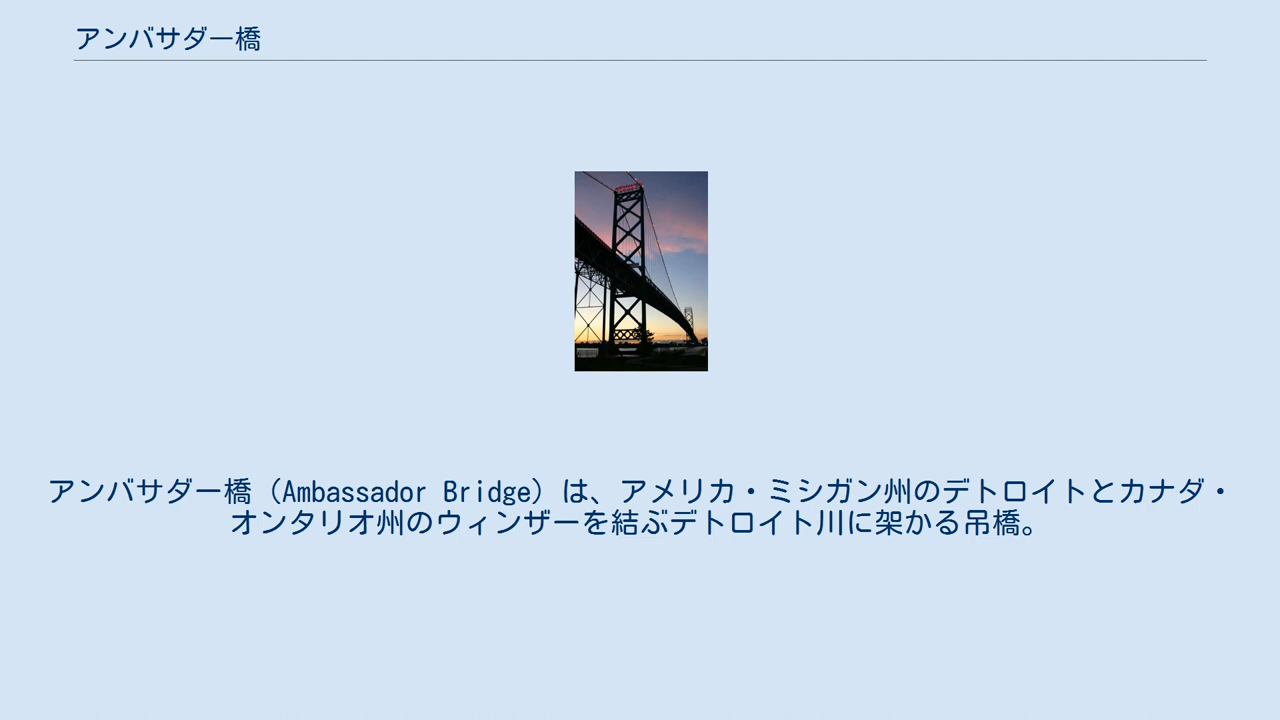 アンバサダー橋
アンバサダー橋（Ambassador Bridge）は、アメリカ・ミシガン州のデトロイトとカナダ・
オンタリオ州のウィンザーを結ぶデトロイト川に架かる吊橋。